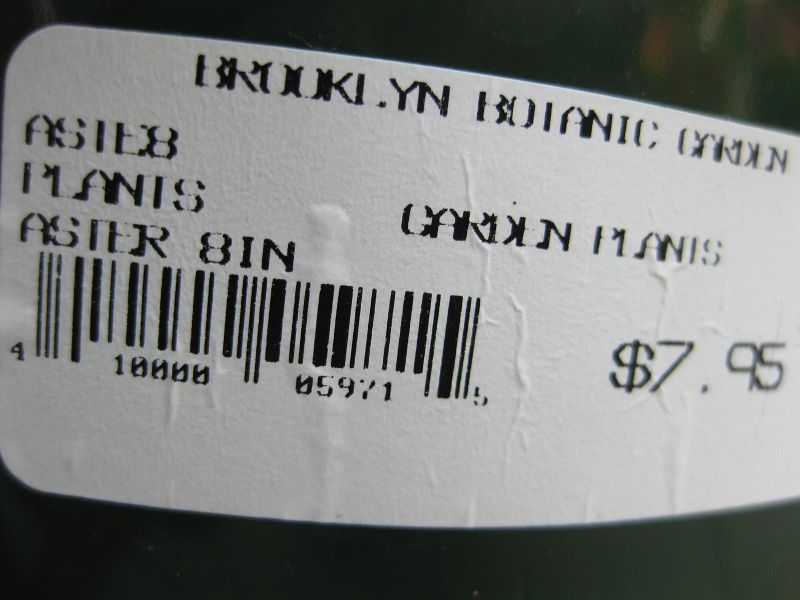 BROOKLYN BOTANIC GARDEN
ASTE8
PLANTS
GARDEN PLANTS
ASTER 8IN
4 10000 05971 5
$7.95